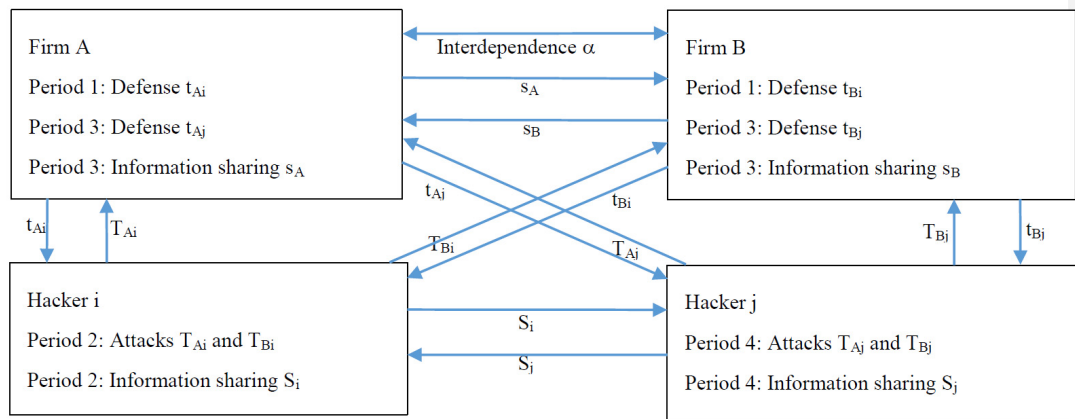 Firm A
Period 1: Defense tAi
Period 3: Defense tAj
Period 3: Information sharing sA
Interdependence α
sA
sB
Firm B
Period 1: Defense tBi
Period 3: Defense tBj
Period 3: Information sharing sB
tAi
TAi
tAj
tBi
TBi
TAj
TBj
tBj
Hacker i
Period 2: Attacks TAi and TBi
Period 2: Information sharing Si
Si
Sj
Hacker j
Period 4: Attacks TAj and TBj
Period 4: Information sharing Sj